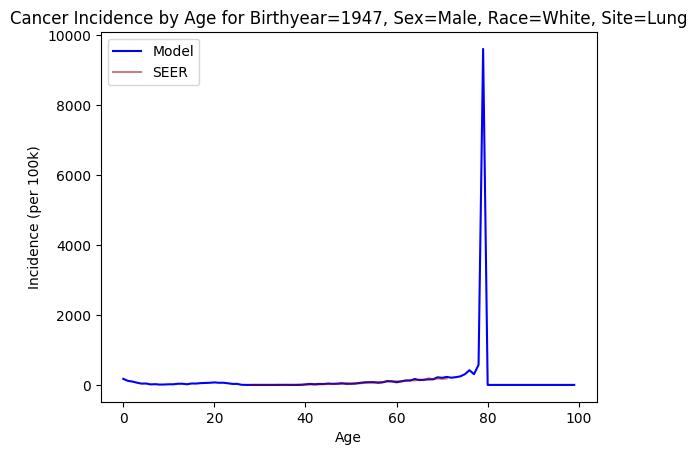 Cancer Incidence by Age for Birthyear=1947, Sex=Male, Race=White, Site=Lung
Model
SEER
Incidence (per 100k)
10000
8000
6000
4000
2000
0
0 20 40 60 80 100
Age